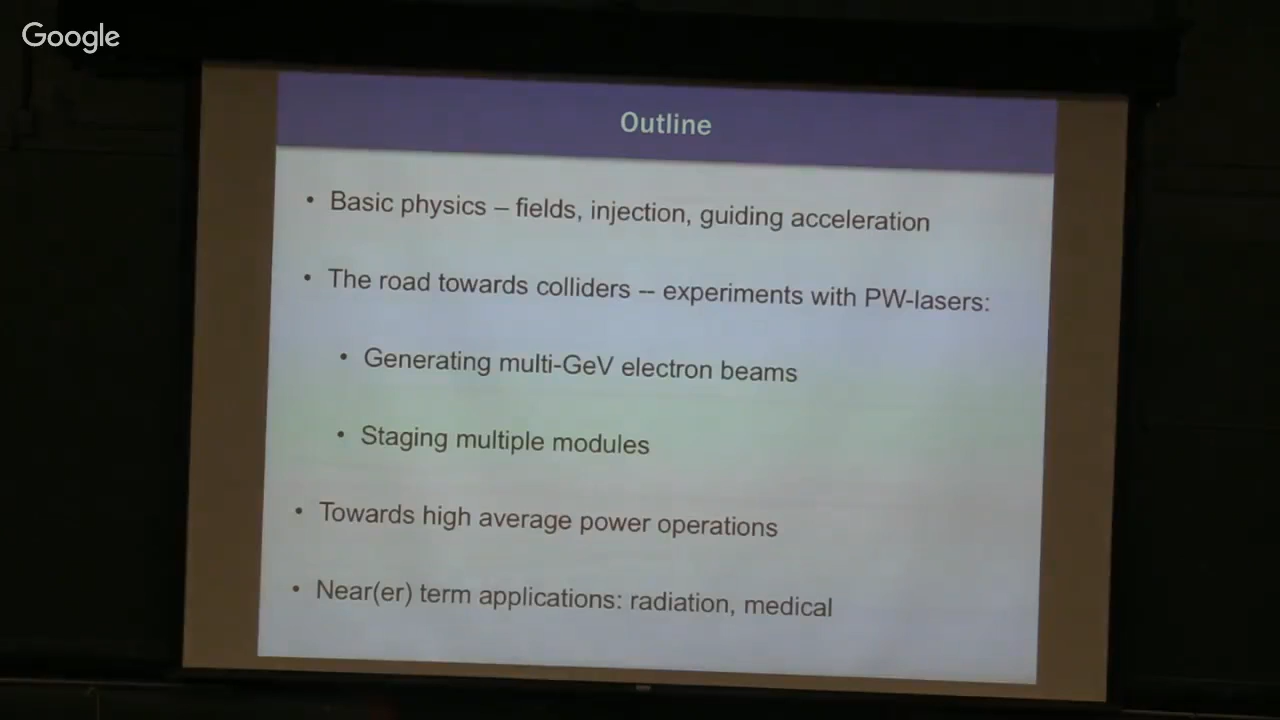 Google
Outline
• Basic physics – fields, injection, guiding acceleration
• The road towards colliders – experiments with PW-lasers:
• Generating multi-GeV electron beams
• Staging multiple modules
• Towards high average power operations
• Near(er) term applications: radiation, medical